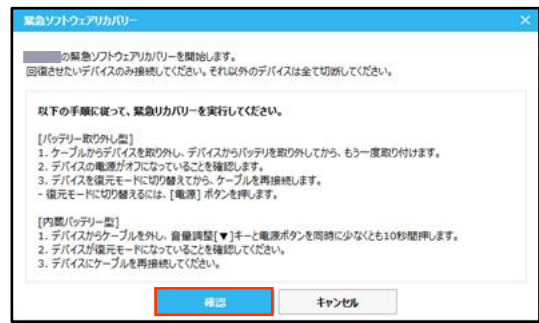 緊急ソフトウェアリカバリー
の緊急ソフトウェアリカバリーを開始します。
回復させたいデバイスのみ接続してください。それ以外のデバイスは全て切断してください。
以下の手順に従って、緊急リカバリーを実行してください。
[バッテリー取り外し型]
1. ケーブルからデバイスを取り外し、デバイスからバッテリを取り外してから、もう一度取り付けます。
2. デバイスの電源がオフになっていることを確認します。
3. デバイスを復元モードに切り替えてから、ケーブルを再接続します。
- 復元モードに切り替えるには、[電源] ボタンを押します。
[内蔵バッテリー型]
1. デバイスからケーブルを外し、音量調整[▼]キーと電源ボタンを同時に少なくとも10秒間押します。
2. デバイスが復元モードになっていることを確認してください。
3. デバイスにケーブルを再接続してください。
確認
キャンセル